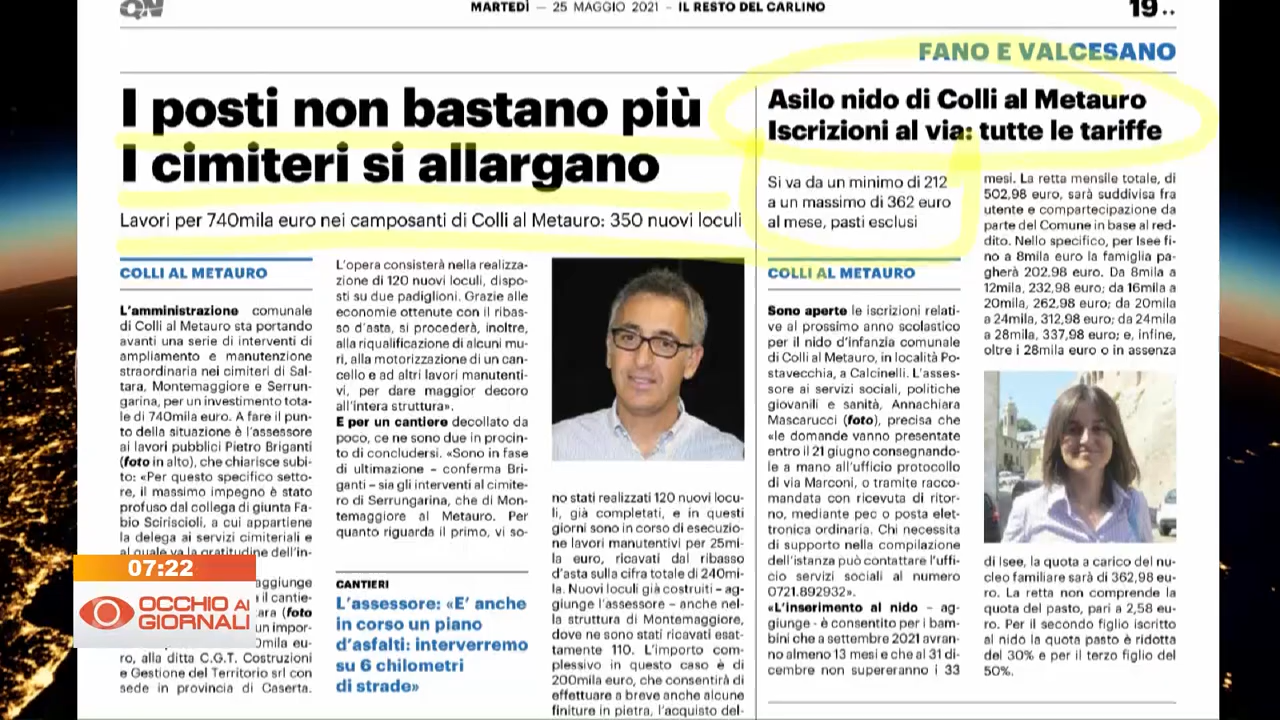 QN
MARTEDÌ — 25 MAGGIO 2021 – IL RESTO DEL CARLINO
19 ..
FANO E VALCESANO
I posti non bastano più
I cimiteri si allargano
Lavori per 740mila euro nei camposanti di Colli al Metauro: 350 nuovi loculi
COLLI AL METAURO
L'amministrazione comunale
di Colli al Metauro sta portando
avanti una serie di interventi di
ampliamento e manutenzione
straordinaria nei cimiteri di Sal-
tara, Montemaggiore e Serrun-
garina, per un investimento tota-
le di 740mila euro. A fare il pun-
to della situazione è l'assessore
ai lavori pubblici Pietro Briganti
(foto in alto), che chiarisce subi-
to: «Per questo specifico setto-
re, il massimo impegno è stato
profuso dal collega di giunta Fa-
bio Sciriscioli, a cui appartiene
la delega ai servizi cimiteriali e
al quale va la gratitudine dell'in-
aggiunge
il cantie-
tara (foto
un impor-
0mila eu-
ro, alla ditta C.G.T. Costruzioni
e Gestione del Territorio srl con
sede in provincia di Caserta.
L'opera consisterà nella realizza-
zione di 120 nuovi loculi, dispo-
sti su due padiglioni. Grazie alle
economie ottenute con il ribas-
so d'asta, si procederà, inoltre,
alla riqualificazione di alcuni mu-
ri, alla motorizzazione di un can-
cello e ad altri lavori manutenti-
vi, per dare maggior decoro
all'intera struttura».
E per un cantiere decollato da
poco, ce ne sono due in procin-
to di concludersi. «Sono in fase
di ultimazione – conferma Bri-
ganti – sia gli interventi al cimite-
ro di Serrungarina, che di Mon-
temaggiore al Metauro. Per
quanto riguarda il primo, vi so-
CANTIERI
L'assessore: «E' anche
in corso un piano
d'asfalti: interverremo
su 6 chilometri
di strade»
no stati realizzati 120 nuovi locu-
li, già completati, e in questi
giorni sono in corso di esecuzio-
ne lavori manutentivi per 25mi-
la euro, ricavati dal ribasso
d'asta sulla cifra totale di 240mi-
la. Nuovi loculi già costruiti – ag-
giunge l'assessore – anche nel-
la struttura di Montemaggiore,
dove ne sono stati ricavati esat-
tamente 110. L'importo com-
plessivo in questo caso è di
200mila euro, che consentirà di
effettuare a breve anche alcune
finiture in pietra, l'acquisto del-
Asilo nido di Colli al Metauro
Iscrizioni al via: tutte le tariffe
Si va da un minimo di 212
a un massimo di 362 euro
al mese, pasti esclusi
COLLI AL METAURO
Sono aperte le iscrizioni relati-
ve al prossimo anno scolastico
per il nido d'infanzia comunale
di Colli al Metauro, in località Po-
stavecchia, a Calcinelli. L'asses-
sore ai servizi sociali, politiche
giovanili e sanità, Annachiara
Mascarucci (foto), precisa che
«le domande vanno presentate
entro il 21 giugno consegnando-
le a mano all'ufficio protocollo
di via Marconi, o tramite racco-
mandata con ricevuta di ritor-
no, mediante pec o posta elet-
tronica ordinaria. Chi necessita
di supporto nella compilazione
dell'istanza può contattare l'uffi-
cio servizi sociali al numero
0721.892932».
«L'inserimento al nido – ag-
giunge - è consentito per i bam-
bini che a settembre 2021 avran-
no almeno 13 mesi e che al 31 di-
cembre non supereranno i 33
mesi. La retta mensile totale, di
502,98 euro, sarà suddivisa fra
utente e compartecipazione da
parte del Comune in base al red-
dito. Nello specifico, per Isee fi-
no a 8mila euro la famiglia pa-
gherà 202,98 euro. Da 8mila a
12mila, 232,98 euro; da 16mila a
20mila, 262,98 euro; da 20mila
a 24mila, 312,98 euro; da 24mila
a 28mila, 337,98 euro; e, infine,
oltre i 28mila euro o in assenza
di Isee, la quota a carico del nu-
cleo familiare sarà di 362,98 eu-
ro. La retta non comprende la
quota del pasto, pari a 2,58 eu-
ro. Per il secondo figlio iscritto
al nido la quota pasto è ridotta
del 30% e per il terzo figlio del
50%.
07:22
OCCHIO AI
GIORNALI